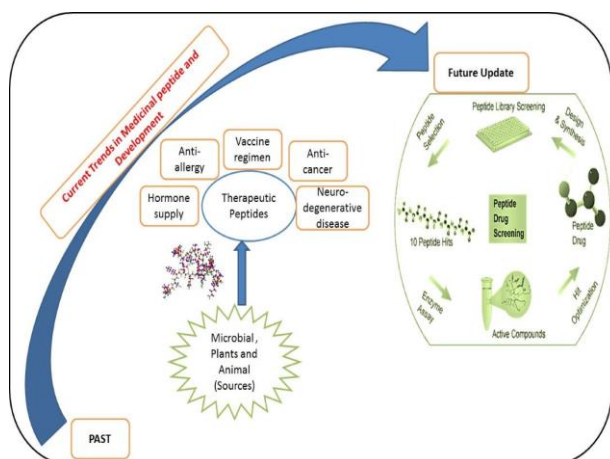 Current Trends in Medicinal peptide and
Development
Future Update
Peptide Library Screening
Peptide
Selection
Design
& Synthesis
Anti-
allergy
Vaccine
regimen
Anti-
cancer
Hormone
supply
Therapeutic
Peptides
Neuro-
degenerative
disease
Peptide
Drug
Screening
10 Peptide Hits
Peptide
Drug
Enzyme
Assay
Hit
Optimization
Active Compounds
Microbial ,
Plants and
Animal
(Sources)
PAST